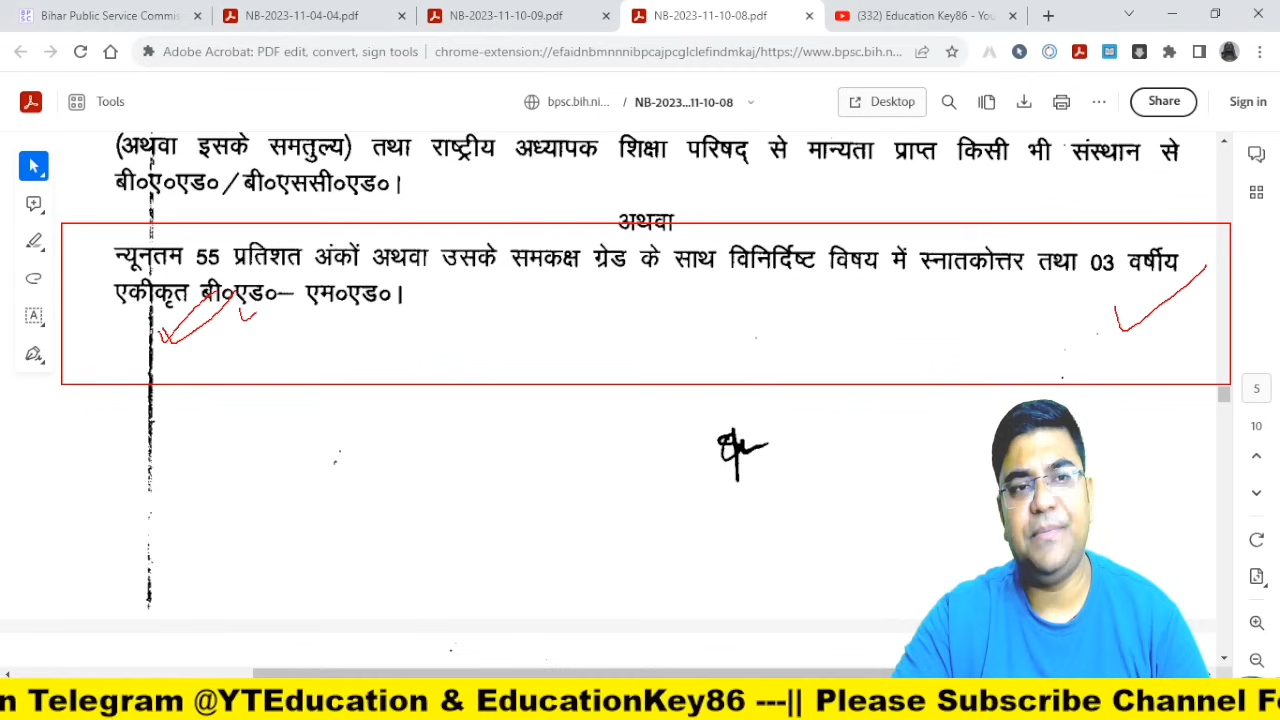 Bihar Public Service Commis
NB-2023-11-04-04.pdf
NB-2023-11-10-09.pdf
NB-2023-11-10-08.pdf
(332) Education Key86 - You
Adobe Acrobat: PDF edit, convert, sign tools
chrome-extension://efaidnbmnnnibpcajpcglclefindmkaj/https://www.bpsc.bih.n...
Tools
bpsc.bih.ni... / NB-2023...11-10-08
Desktop
Share
Sign in
(अथवा इसके समतुल्य) तथा राष्ट्रीय अध्यापक शिक्षा परिषद् से मान्यता प्राप्त किसी भी संस्थान से
बी०ए०एड०/बी०एससी०एड०।
अथवा
न्यूनतम 55 प्रतिशत अंकों अथवा उसके समकक्ष ग्रेड के साथ विनिर्दिष्ट विषय में स्नातकोत्तर तथा 03 वर्षीय
एकीकृत बी०एड०– एम०एड०।
5
10
n Telegram @YTEducation & EducationKey86 ---|| Please Subscribe Channel Fo